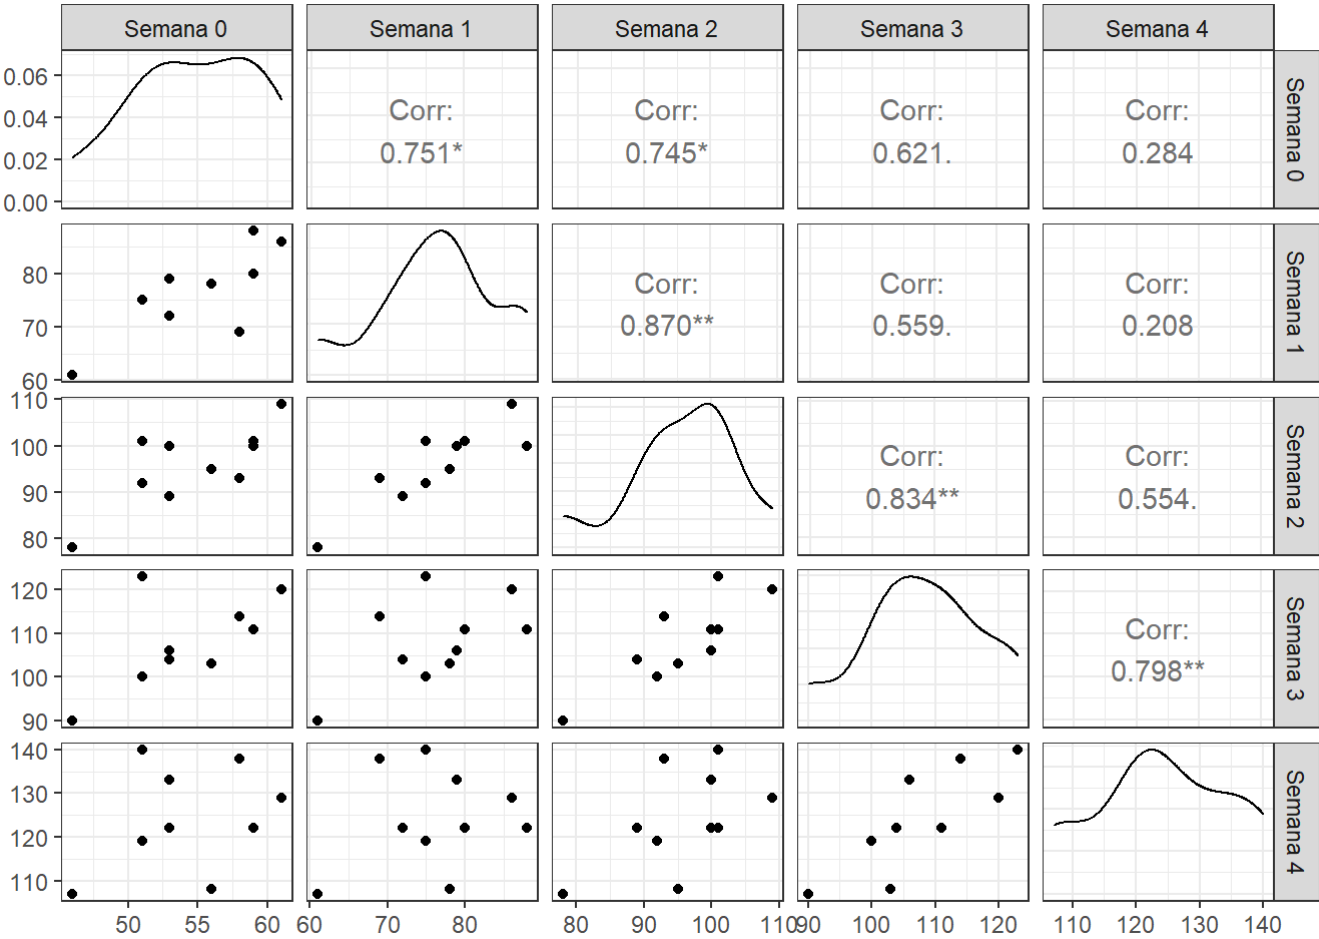 Semana 0
Semana 1
Semana 2
Semana 3
Semana 4
0.06
0.04
0.02
0.00
Corr:
0.751*
Corr:
0.745*
Corr:
0.621.
Corr:
0.284
Semana 0
80
70
60
Corr:
0.870**
Corr:
0.559.
Corr:
0.208
Semana 1
110
100
90
80
Corr:
0.834**
Corr:
0.554.
Semana 2
120
110
100
90
Corr:
0.798**
Semana 3
140
130
120
110
Semana 4
50 55 60
60 70 80
80 90 100 110
90 100 110 120
110 120 130 140